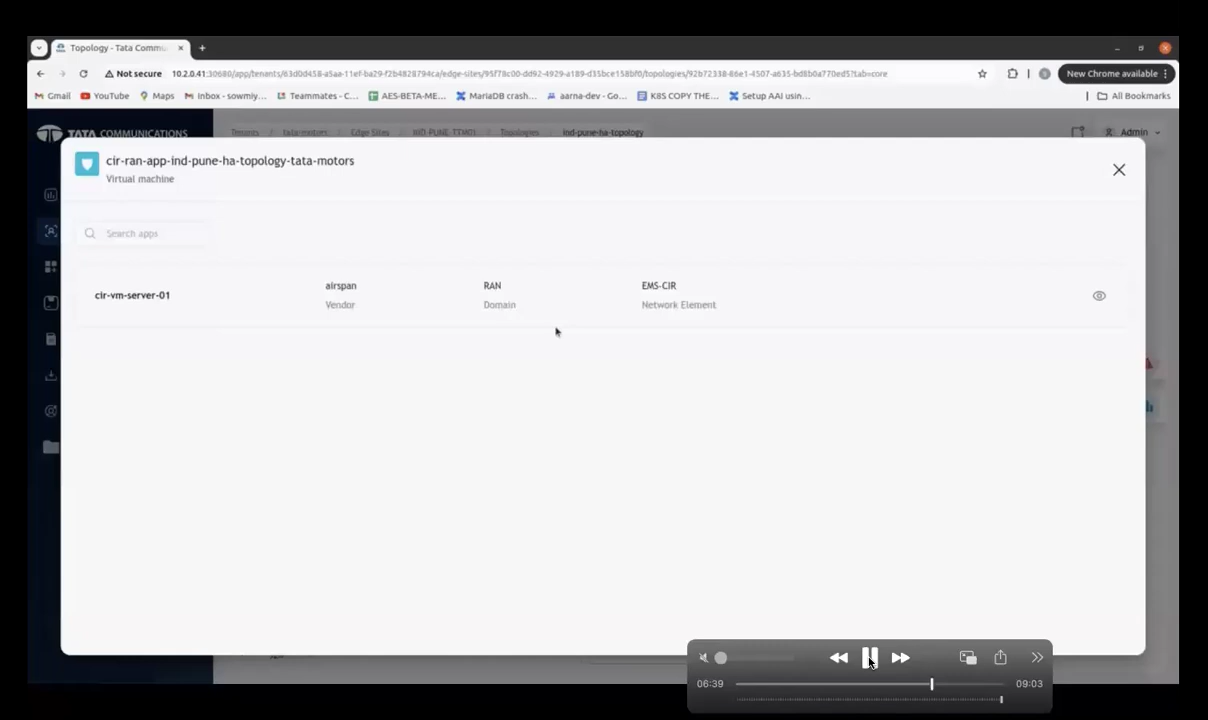 Topology - Tata Commu
Not secure 10.2.0.41:30680/app/tenants/63d0d458-a5aa-11ef-ba29-f2b4828794ca/edge-sites/95f78c00-dd92-4929-a189-d35bce158bf0/topologies/92b72338-86e1-4507-a635-bd8b0a770ed5?tab=core New Chrome available
Gmail YouTube Maps Inbox - sowmiy... Teammates - C... AES-BETA-ME... MariaDB crash... aarna-dev - Go... K8S COPY THE... Setup AAI usin... All Bookmarks
TATA COMMUNICATIONS Tenants / tata-motors / Edge Sites / IND-PUNE-TTM01 / Topologies / ind-pune-ha-topology Admin
cir-ran-app-ind-pune-ha-topology-tata-motors
Virtual machine
Search apps
cir-vm-server-01
airspan RAN EMS-CIR
Vendor Domain Network Element
06:39 09:03